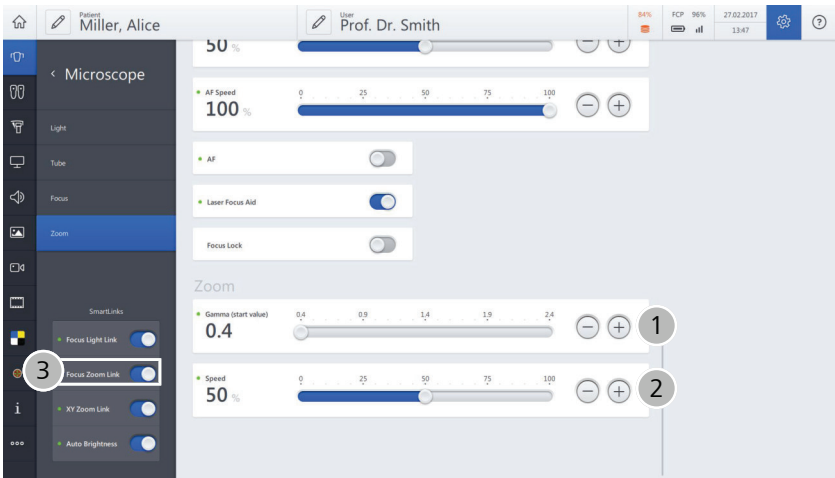 Patient
Miller, Alice
User
Prof. Dr. Smith
84%
FCP 96%
27.02.2017
13:47
?
‹ Microscope
Light
Tube
Focus
Zoom
SmartLinks
Focus Light Link
3
Focus Zoom Link
XY Zoom Link
Auto Brightness
i
50 %
AF Speed
100 %
0 25 50 75 100
AF
Laser Focus Aid
Focus Lock
Zoom
Gamma (start value)
0.4
0.4 0.9 1.4 1.9 2.4
1
Speed
50 %
0 25 50 75 100
2